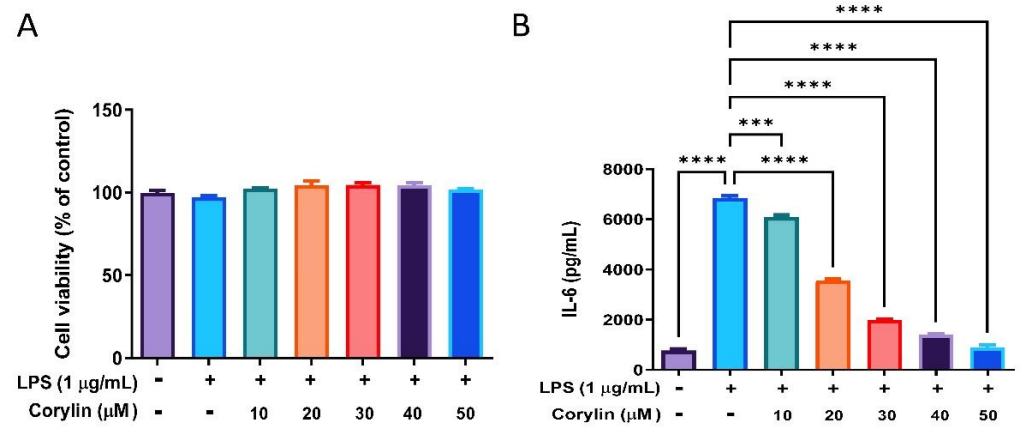 A
Cell viability (% of control)
150
100
50
0
LPS (1 μg/mL) - + + + + + +
Corylin (μM) - - 10 20 30 40 50
B
****
****
****
***
**** ****
IL-6 (pg/mL)
8000
6000
4000
2000
0
LPS (1 μg/mL) - + + + + + +
Corylin (μM) - - 10 20 30 40 50